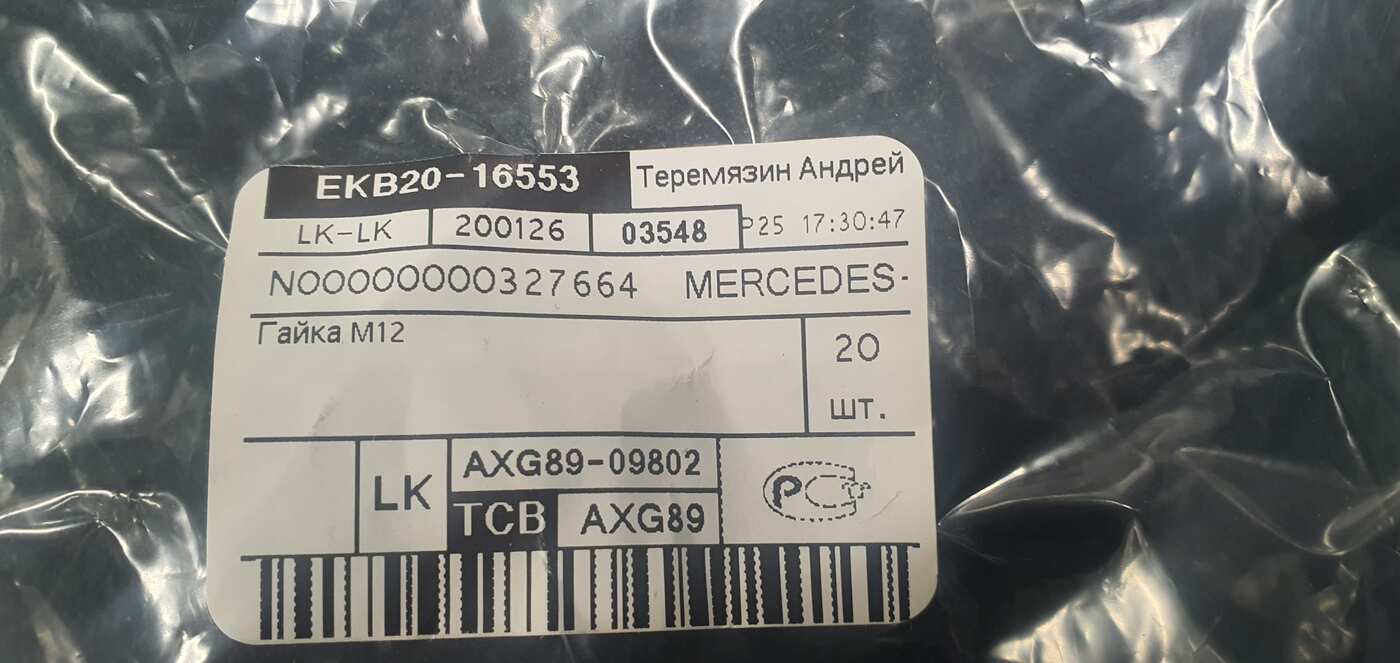 EKB20-16553 Теремязин Андрей
LK-LK 200126 03548 P25 17:30:47
N00000000327664 MERCEDES-
Гайка М12 20
шт.
LK AXG89-09802
TCB AXG89